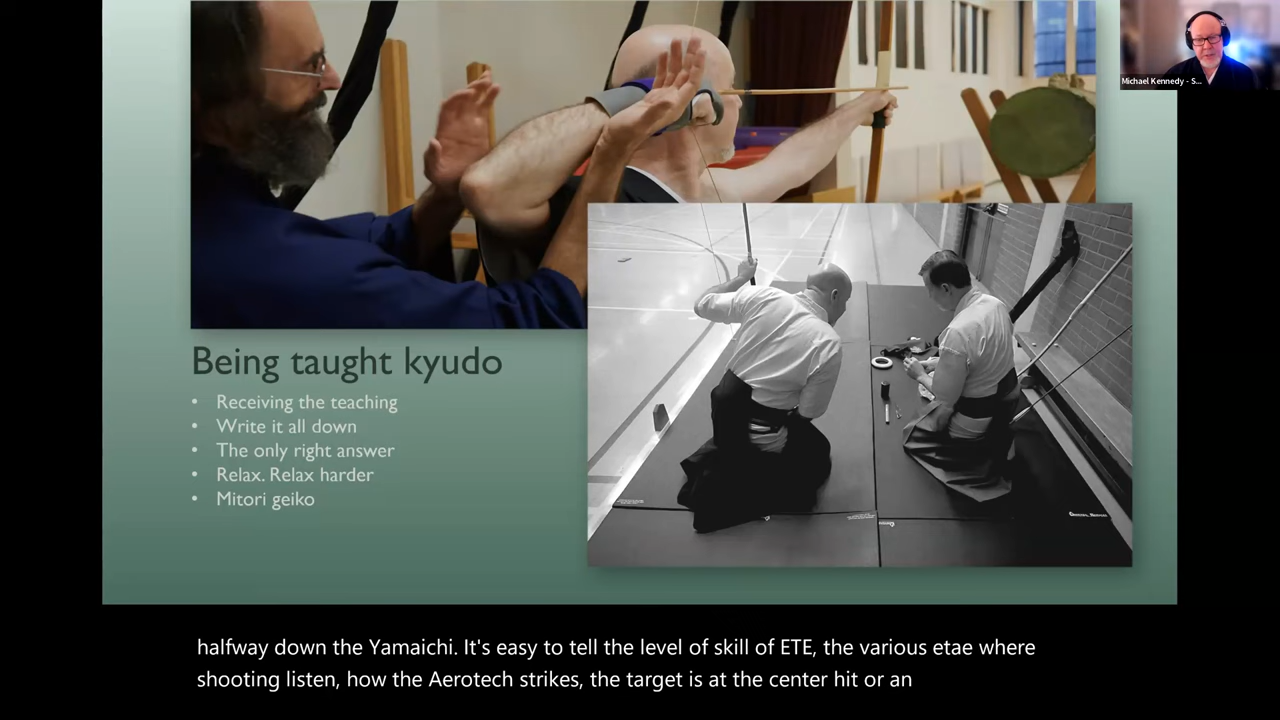 Michael Kennedy - S...
Being taught kyudo
• Receiving the teaching
• Write it all down
• The only right answer
• Relax. Relax harder
• Mitori geiko
halfway down the Yamaichi. It's easy to tell the level of skill of ETE, the various etae where
shooting listen, how the Aerotech strikes, the target is at the center hit or an